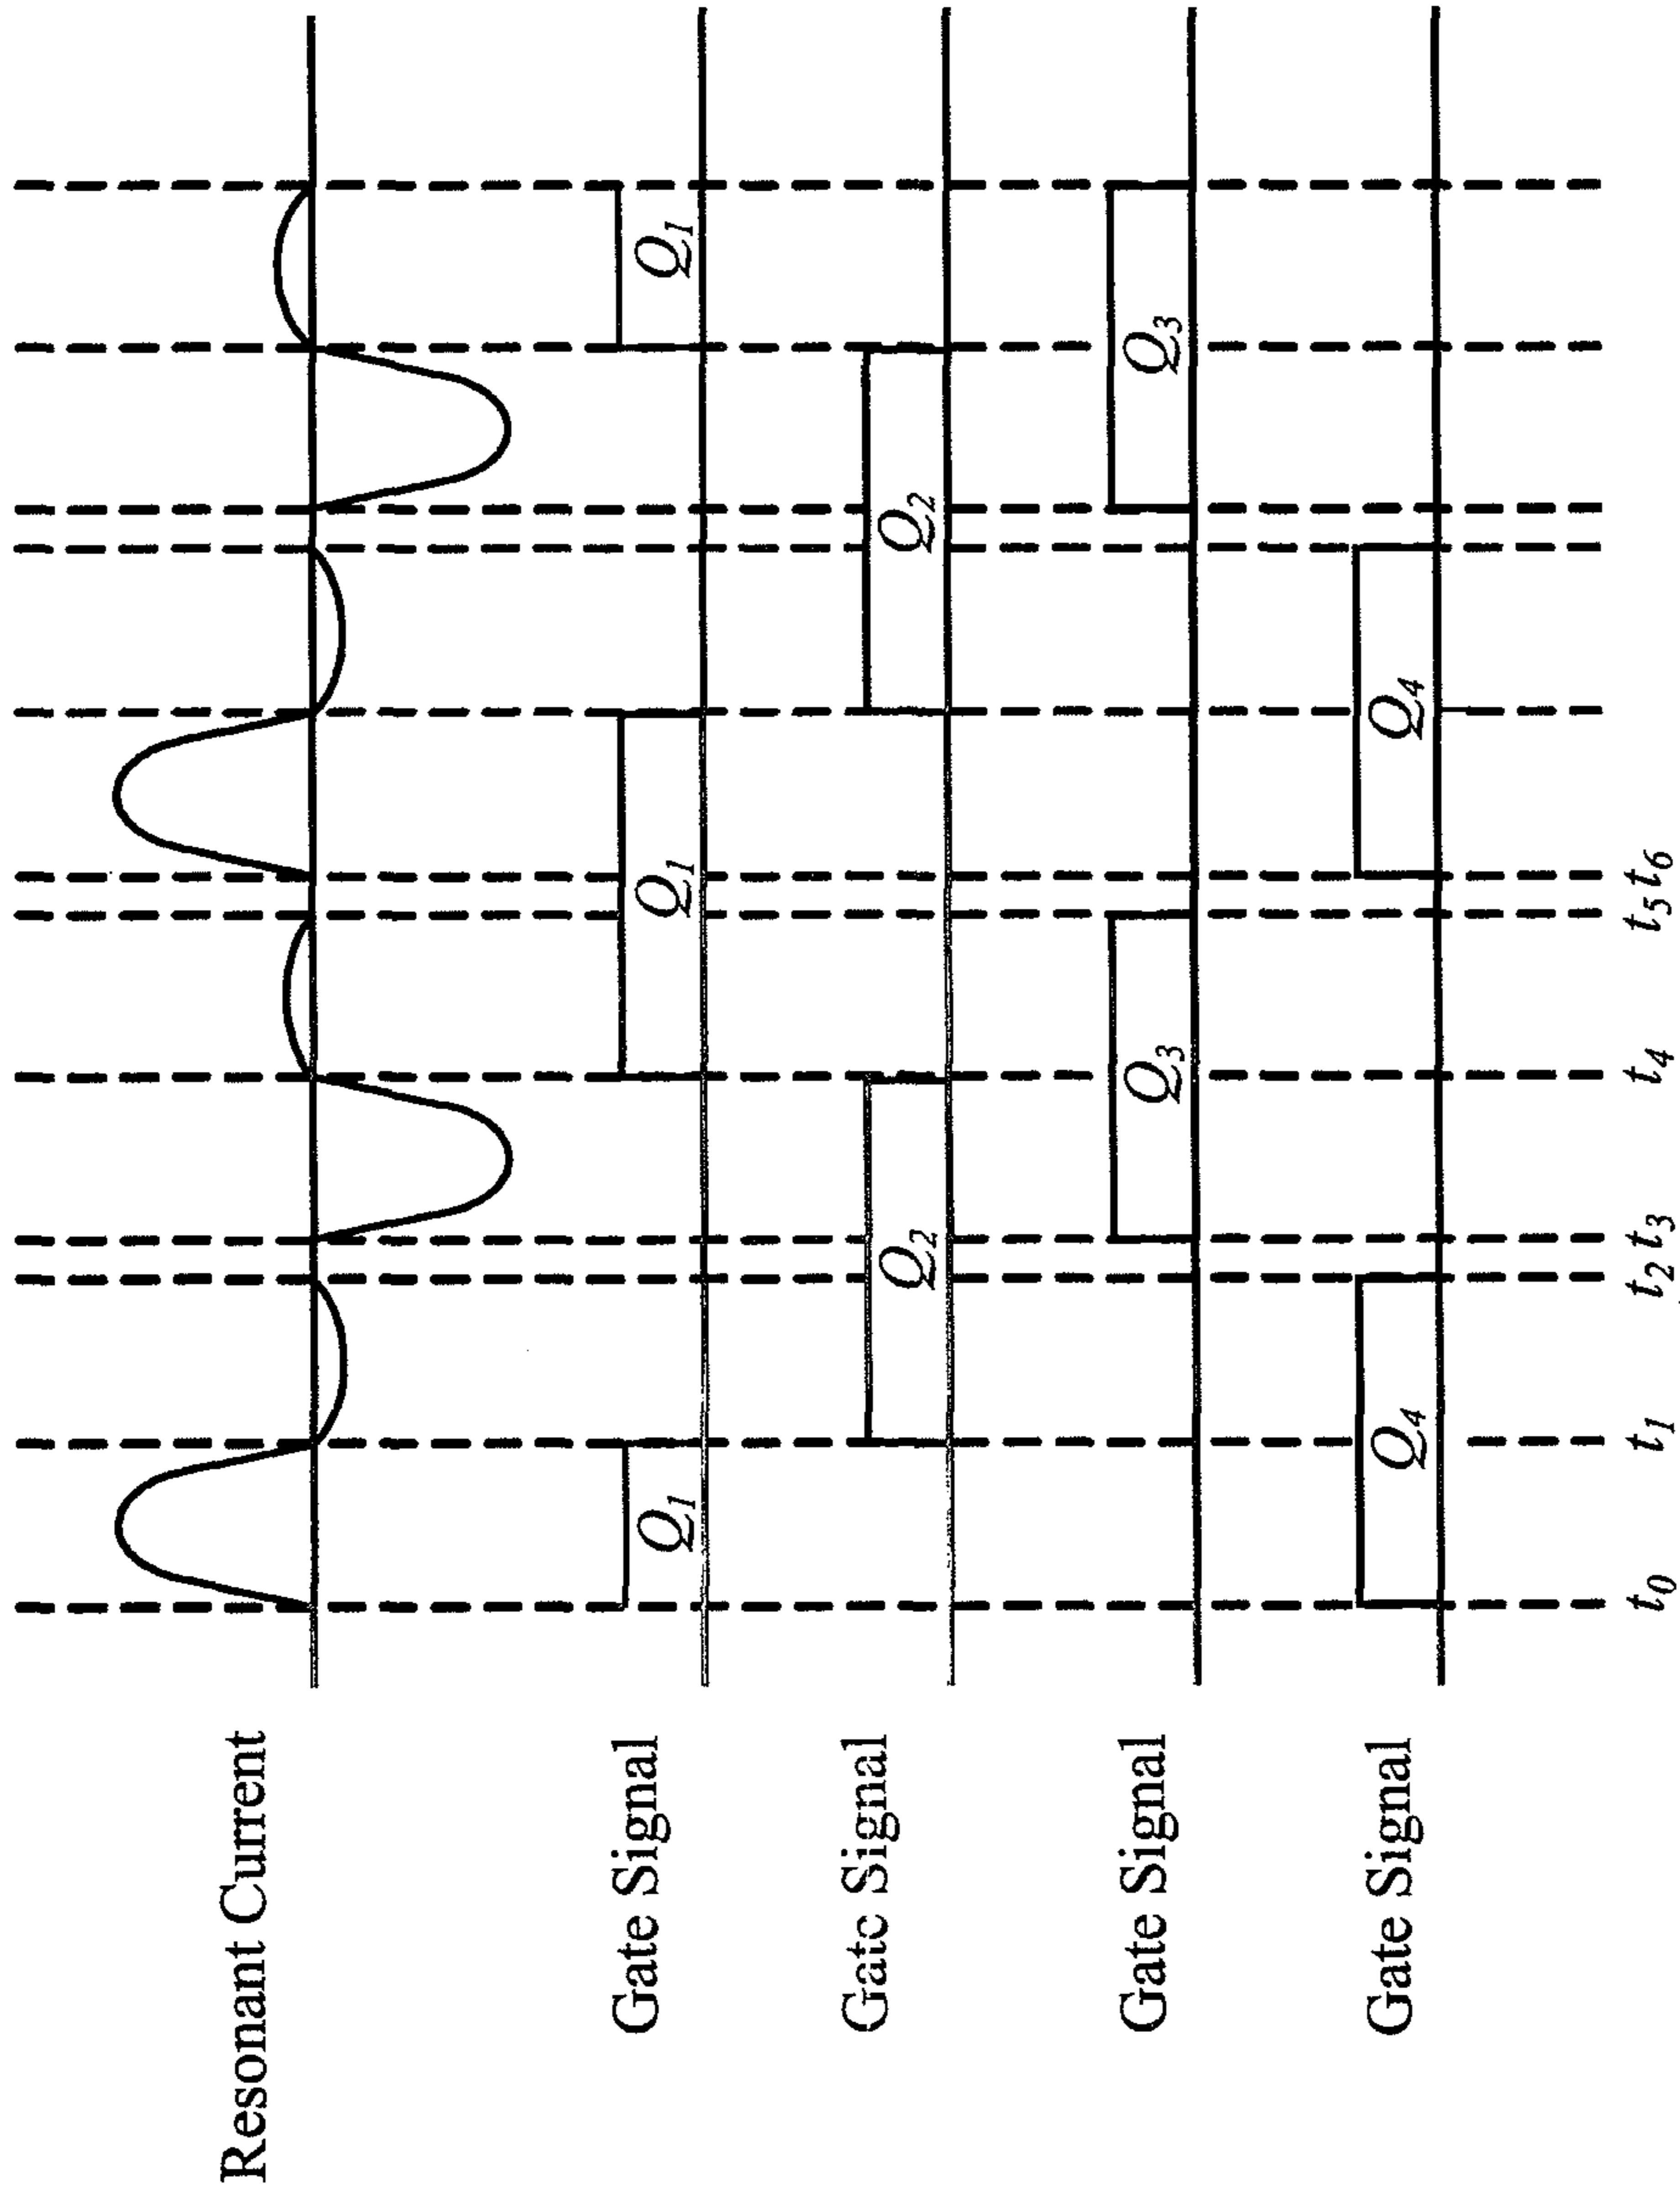 Resonant Current
Gate Signal
Q1 Q1 Q1
Gate Signal
Q2 Q2
Gate Signal
Q3 Q3
Gate Signal
Q4 Q4
t0 t1 t2 t3 t4 t5 t6